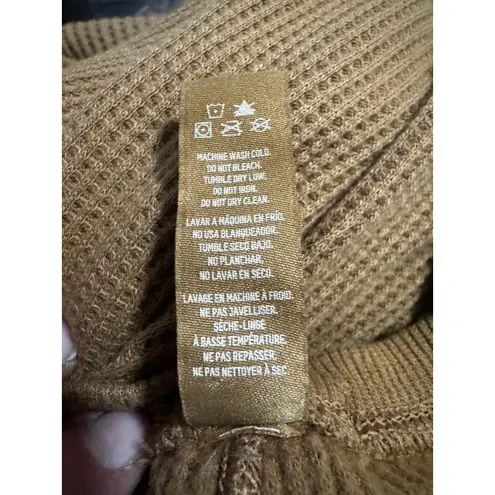 MACHINE WASH COLD.
DO NOT BLEACH.
TUMBLE DRY LOW.
DO NOT IRON.
DO NOT DRY CLEAN.
LAVAR A MÁQUINA EN FRÍO.
NO USA BLANQUEADOR.
TUMBLE SECO BAJO.
NO PLANCHAR.
NO LAVAR EN SECO.
LAVAGE EN MACHINE À FROID.
NE PAS JAVELLISER.
SÈCHE-LINGE
À BASSE TEMPÉRATURE.
NE PAS REPASSER.
NE PAS NETTOYER À SEC.